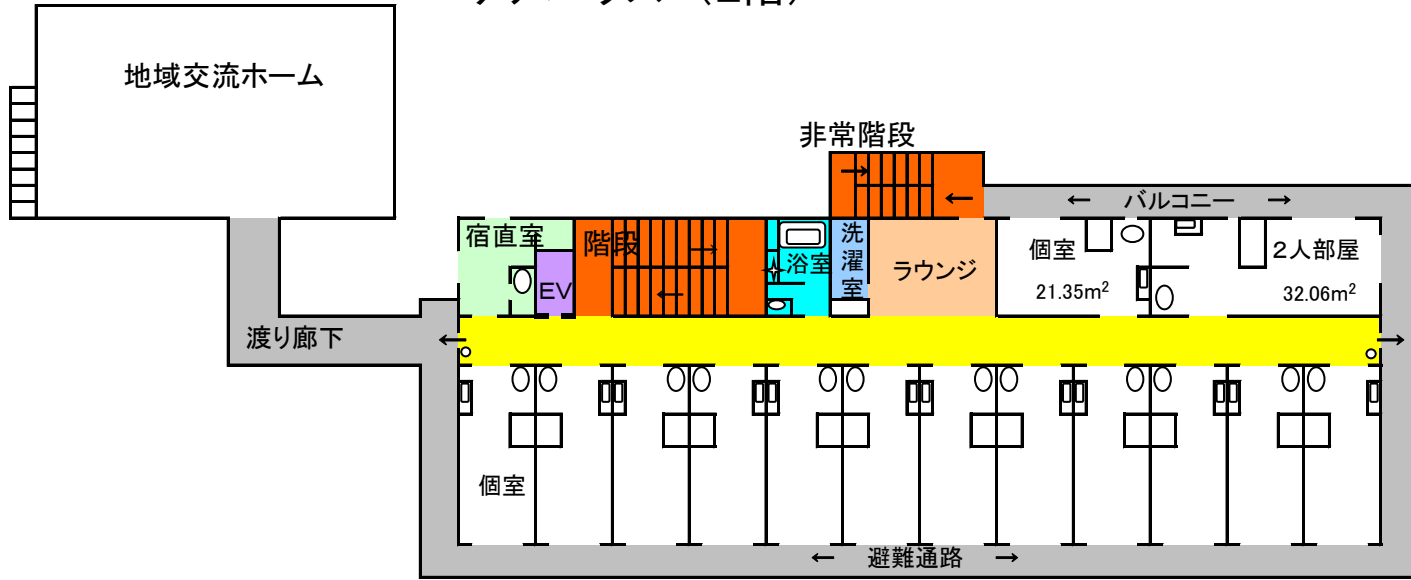 地域交流ホーム
非常階段
← バルコニー →
宿直室
階段
EV
浴室
洗濯室
ラウンジ
個室
21.35m²
2人部屋
32.06m²
渡り廊下
個室
← 避難通路 →